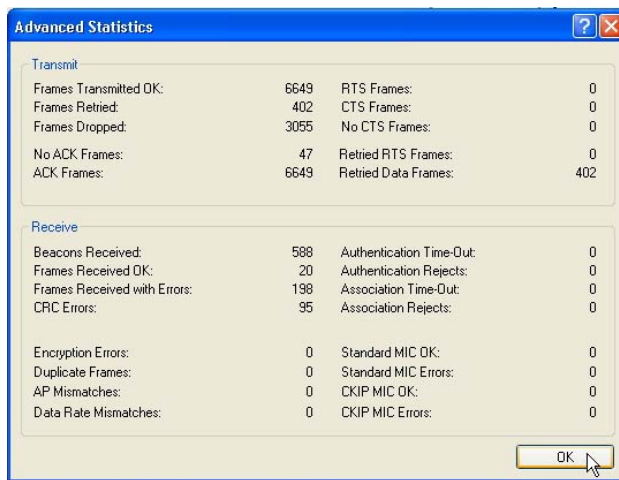 Advanced Statistics
Transmit
Frames Transmitted OK: 6649 RTS Frames: 0
Frames Retried: 402 CTS Frames: 0
Frames Dropped: 3055 No CTS Frames: 0
No ACK Frames: 47 Retried RTS Frames: 0
ACK Frames: 6649 Retried Data Frames: 402
Receive
Beacons Received: 588 Authentication Time-Out: 0
Frames Received OK: 20 Authentication Rejects: 0
Frames Received with Errors: 198 Association Time-Out: 0
CRC Errors: 95 Association Rejects: 0
Encryption Errors: 0 Standard MIC OK: 0
Duplicate Frames: 0 Standard MIC Errors: 0
AP Mismatches: 0 CKIP MIC OK: 0
Data Rate Mismatches: 0 CKIP MIC Errors: 0
OK